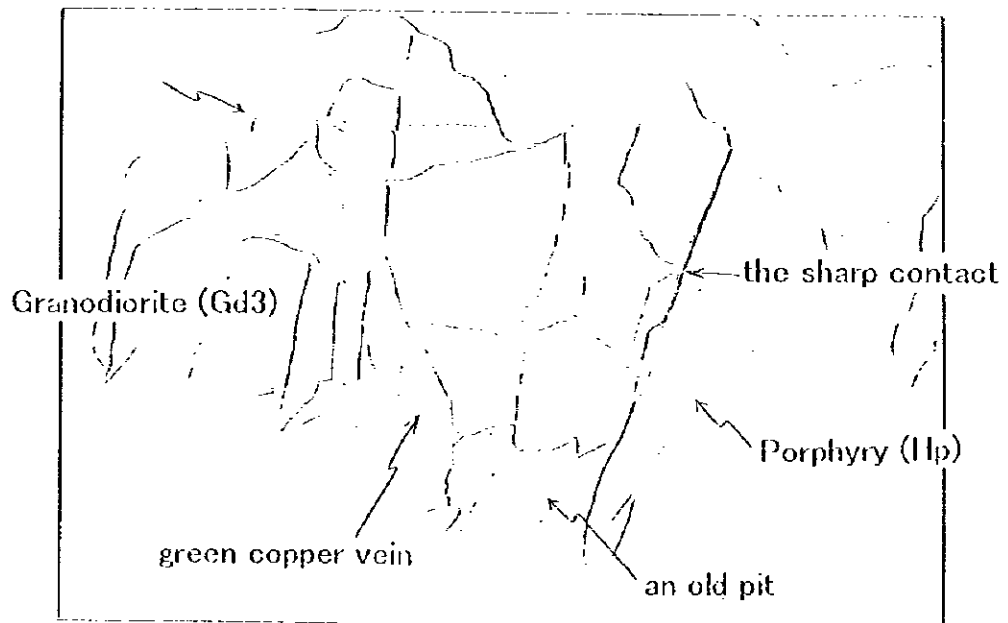 the sharp contact
Granodiorite (Gd3)
Porphyry (Hp)
green copper vein
an old pit